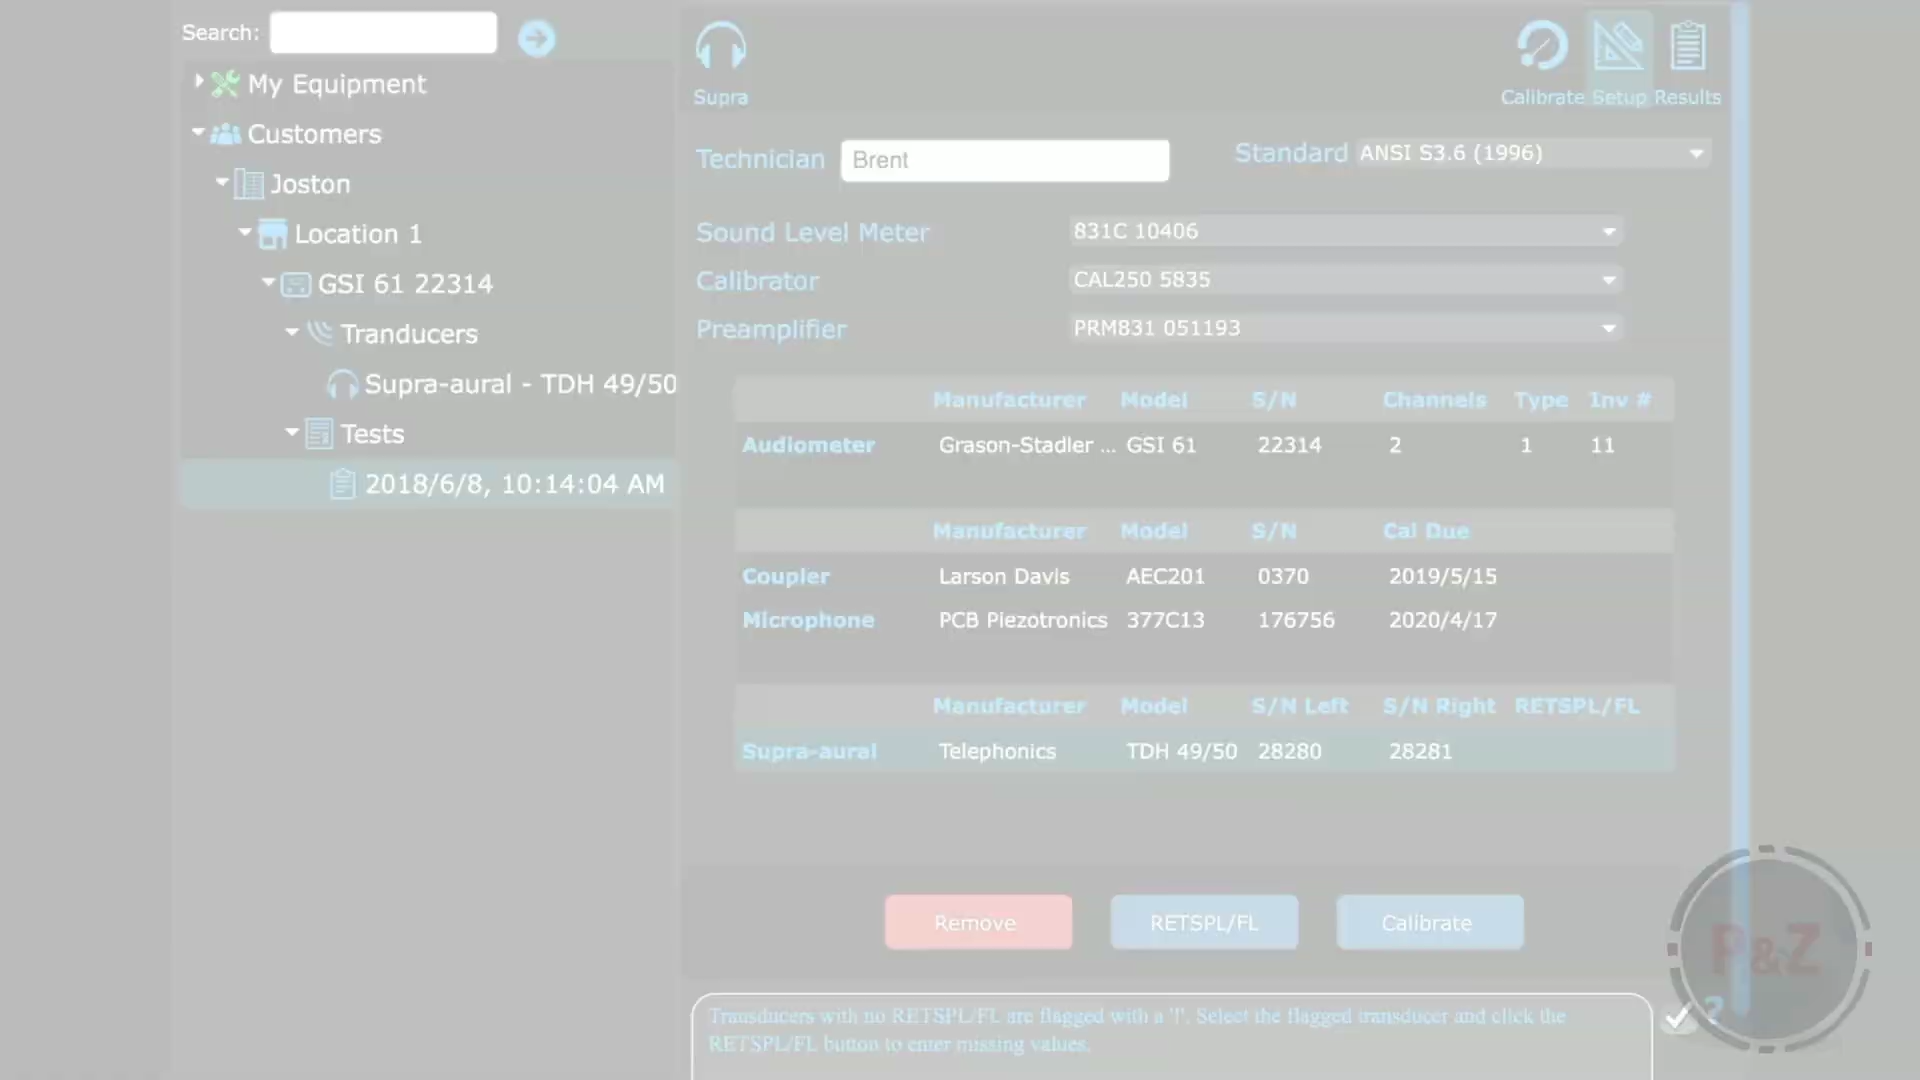 Search:
My Equipment
Customers
Joston
Location 1
GSI 61 22314
Tranducers
Supra-aural - TDH 49/50
Tests
2018/6/8, 10:14:04 AM
Supra
Calibrate Setup Results
Technician Brent Standard ANSI S3.6 (1996)
Sound Level Meter 831C 10406
Calibrator CAL250 5835
Preamplifier PRM831 051193
Manufacturer Model S/N Channels Type Inv #
Audiometer Grason-Stadler ... GSI 61 22314 2 1 11
Manufacturer Model S/N Cal Due
Coupler Larson Davis AEC201 0370 2019/5/15
Microphone PCB Piezotronics 377C13 176756 2020/4/17
Manufacturer Model S/N Left S/N Right RETSPL/FL
Supra-aural Telephonics TDH 49/50 28280 28281
Remove RETSPL/FL Calibrate
Transducers with no RETSPL/FL are flagged with a '!'. Select the flagged transducer and click the
RETSPL/FL button to enter missing values.
?
P&Z